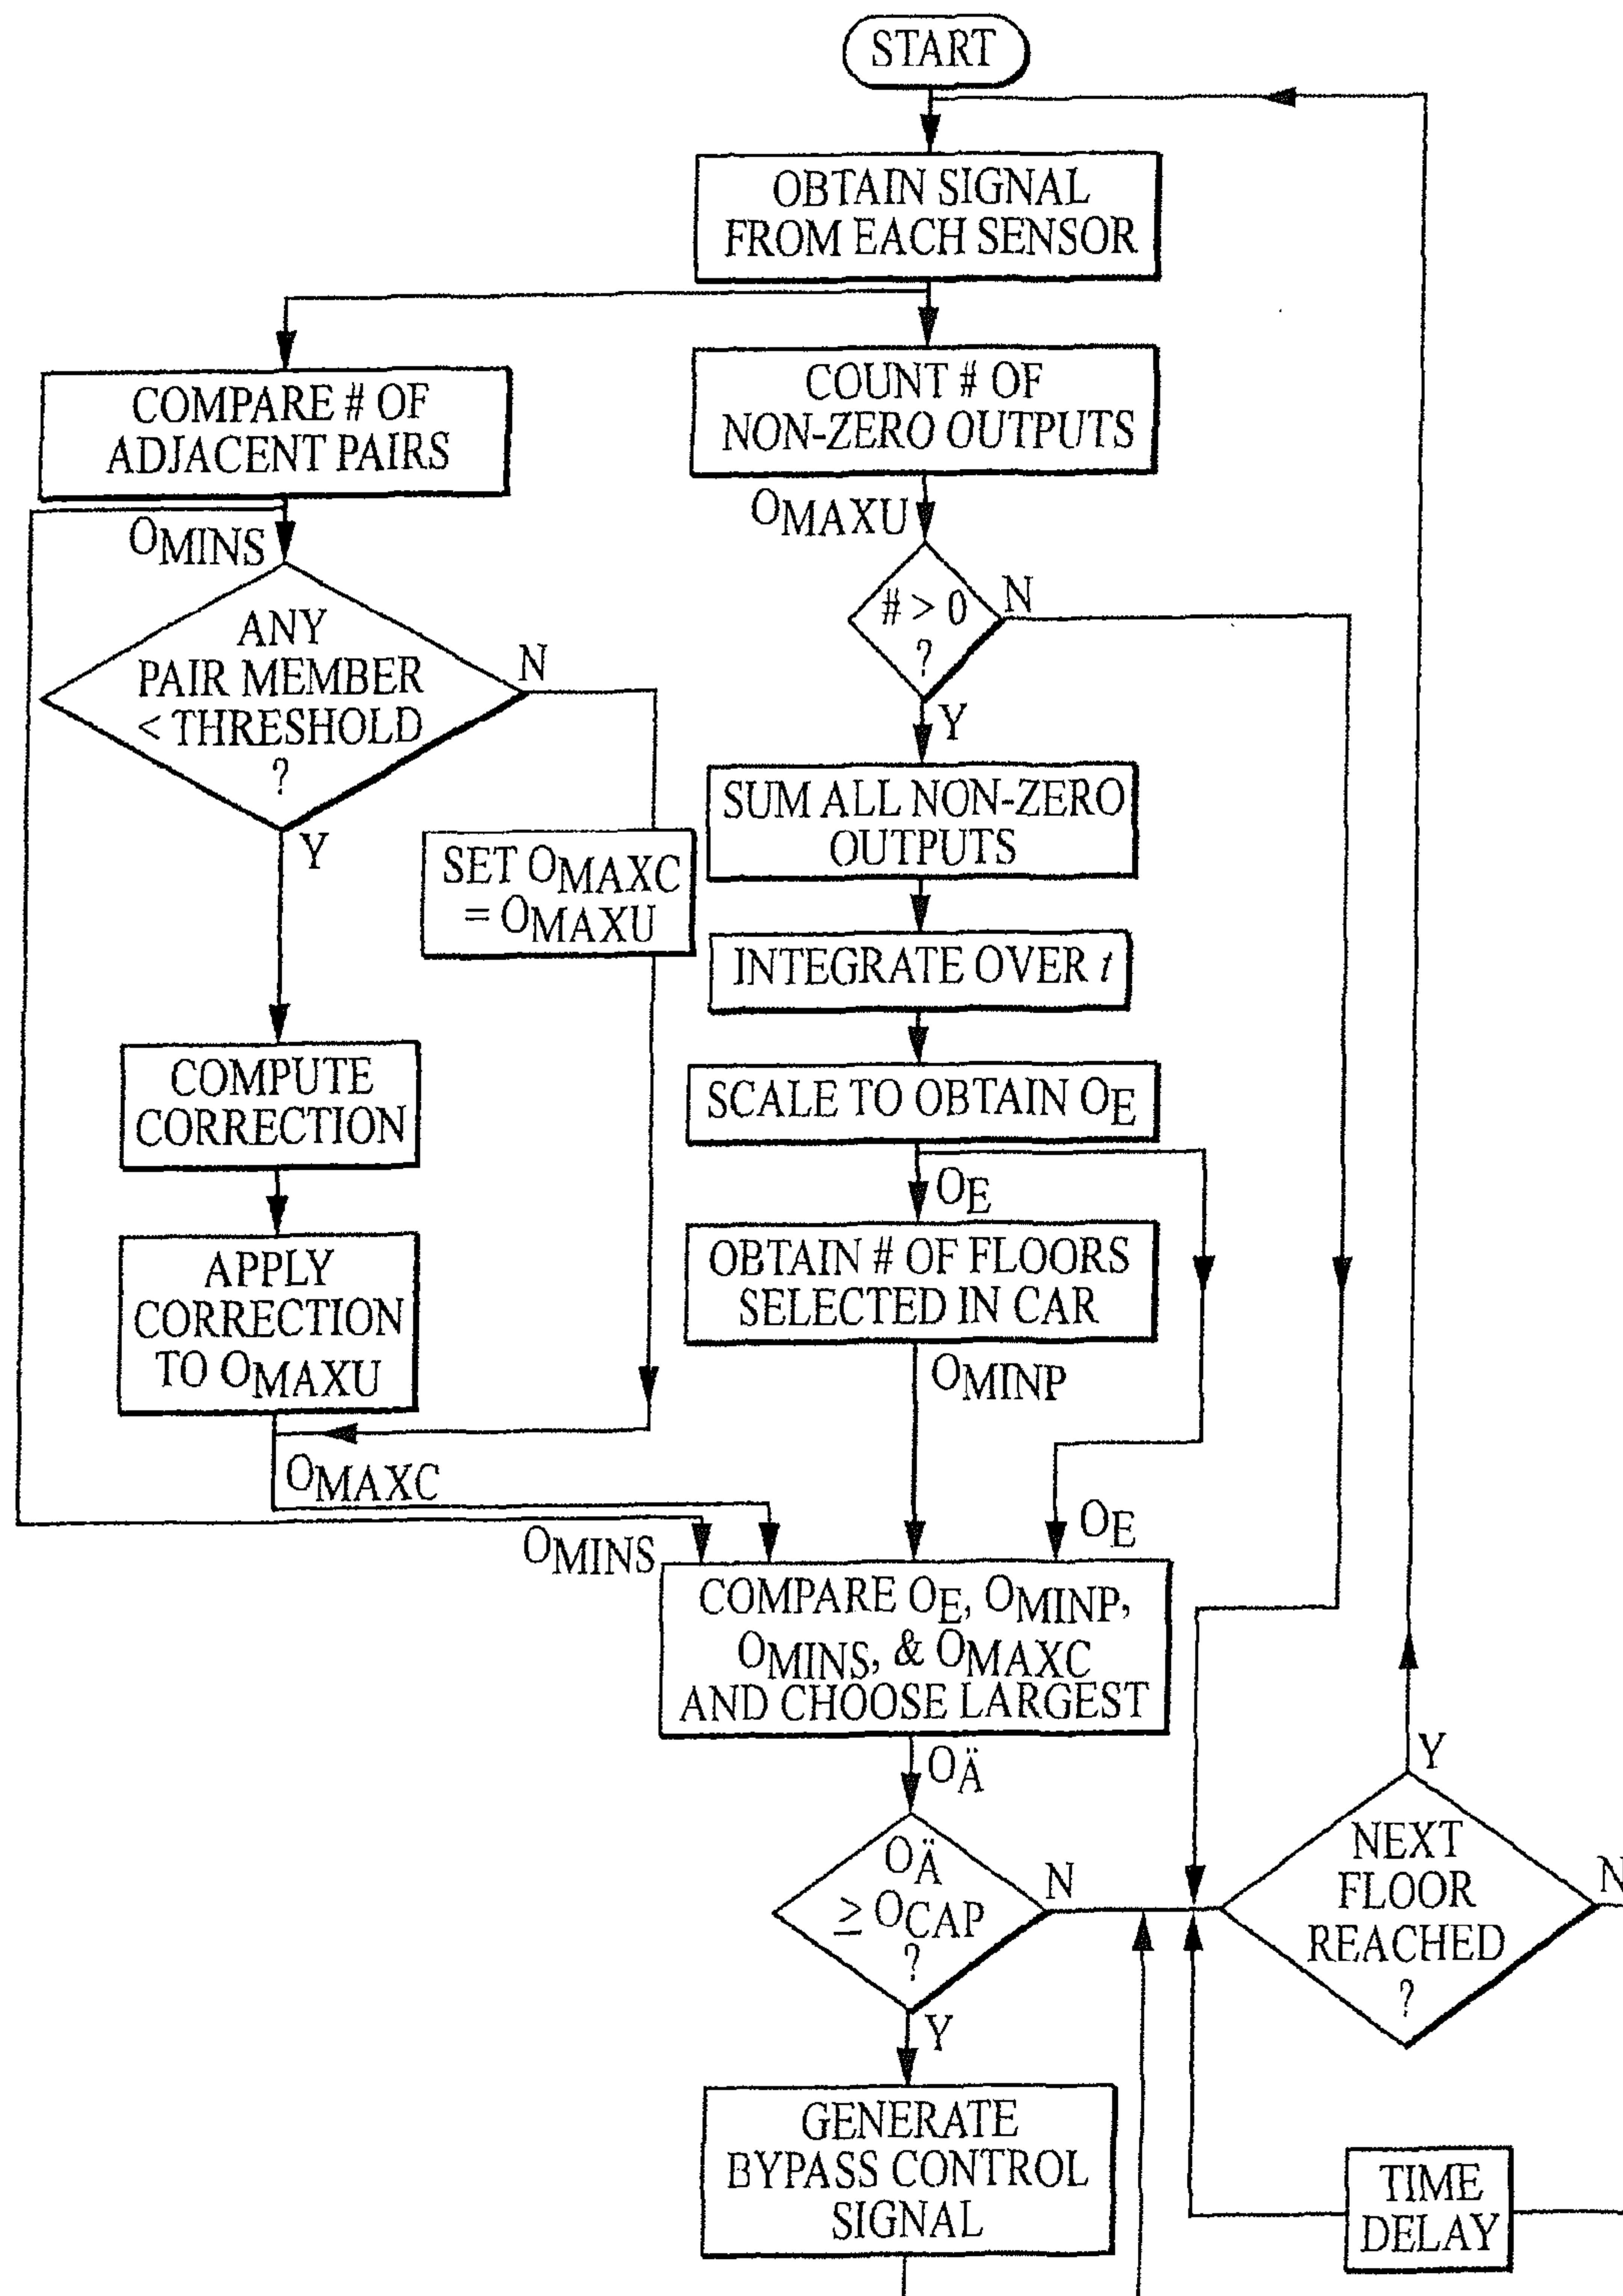 START
OBTAIN SIGNAL
FROM EACH SENSOR
COMPARE # OF
ADJACENT PAIRS
COUNT # OF
NON-ZERO OUTPUTS
OMINS
OMAXU
ANY
PAIR MEMBER
< THRESHOLD
?
N
Y
# > 0
?
N
Y
SET OMAXC
= OMAXU
SUM ALL NON-ZERO
OUTPUTS
INTEGRATE OVER t
COMPUTE
CORRECTION
SCALE TO OBTAIN OE
OE
APPLY
CORRECTION
TO OMAXU
OBTAIN # OF FLOORS
SELECTED IN CAR
OMINP
OMAXC
OMINS
OE
COMPARE OE, OMINP,
OMINS, & OMAXC
AND CHOOSE LARGEST
OÄ
OÄ
≥ OCAP
?
N
Y
NEXT
FLOOR
REACHED
?
Y
N
GENERATE
BYPASS CONTROL
SIGNAL
TIME
DELAY